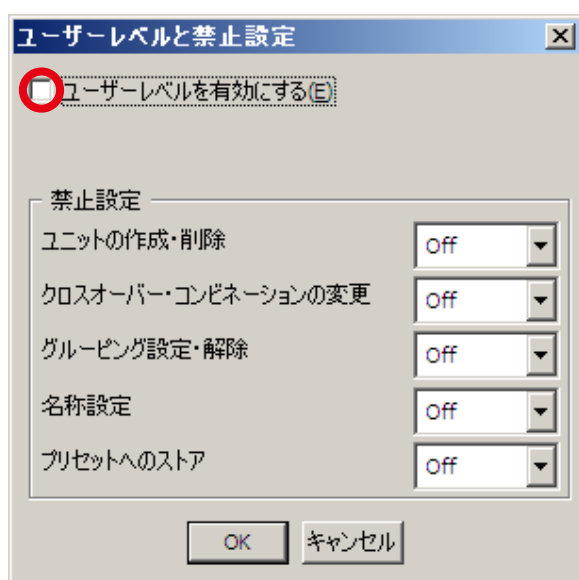 ユーザーレベルと禁止設定
ユーザーレベルを有効にする(E)
禁止設定
ユニットの作成・削除 Off
クロスオーバー・コンビネーションの変更 Off
グルーピング設定・解除 Off
名称設定 Off
プリセットへのストア Off
OK キャンセル